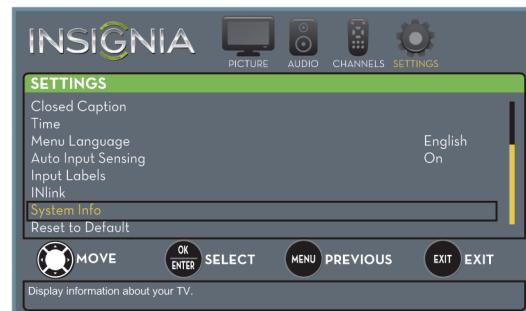 INSIGNIA
PICTURE AUDIO CHANNELS SETTINGS
SETTINGS
Closed Caption
Time
Menu Language English
Auto Input Sensing On
Input Labels
INlink
System Info
Reset to Default
MOVE OK ENTER SELECT MENU PREVIOUS EXIT EXIT
Display information about your TV.